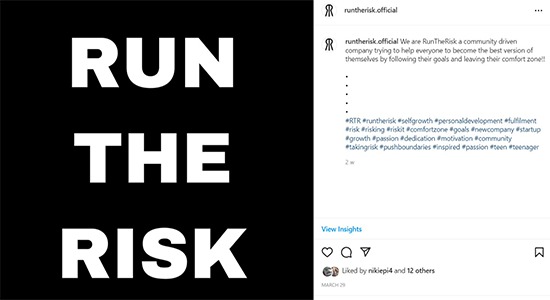 RUN
THE
RISK
runtherisk.official
runtherisk.official We are RunTheRisk a community driven
company trying to help everyone to become the best version of
themselves by following their goals and leaving their comfort zone!!
.
.
.
.
.
#RTR #runtherisk #selfgrowth #personaldevelopment #fulfilment
#risk #risking #riskit #comfortzone #goals #newcompany #startup
#growth #passion #dedication #motivation #community
#takingrisk #pushboundaries #inspired #passion #teen #teenager
2 w
View Insights
Liked by nikiepi4 and 12 others
MARCH 29